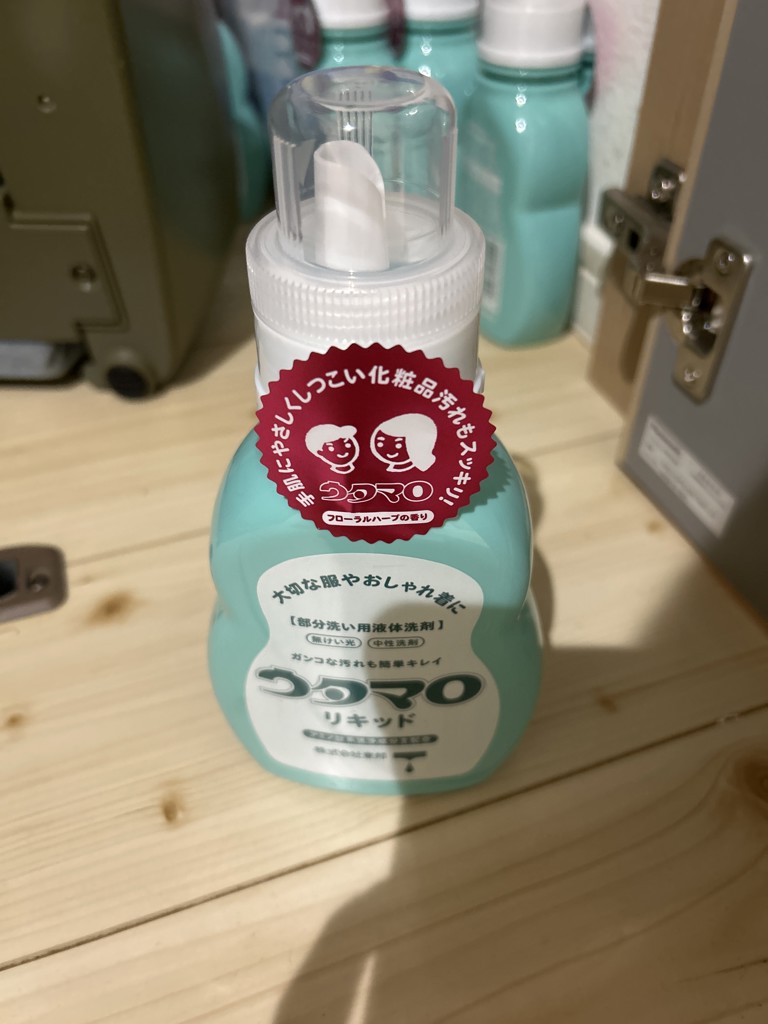 手肌にやさしくしつこい化粧品汚れもスッキリ!
ウタマロ
フローラルハーブの香り
大切な服やおしゃれ着に
【部分洗い用液体洗剤】
無けい光 中性洗剤
ガンコな汚れも簡単キレイ
ウタマロ
リキッド
株式会社東邦